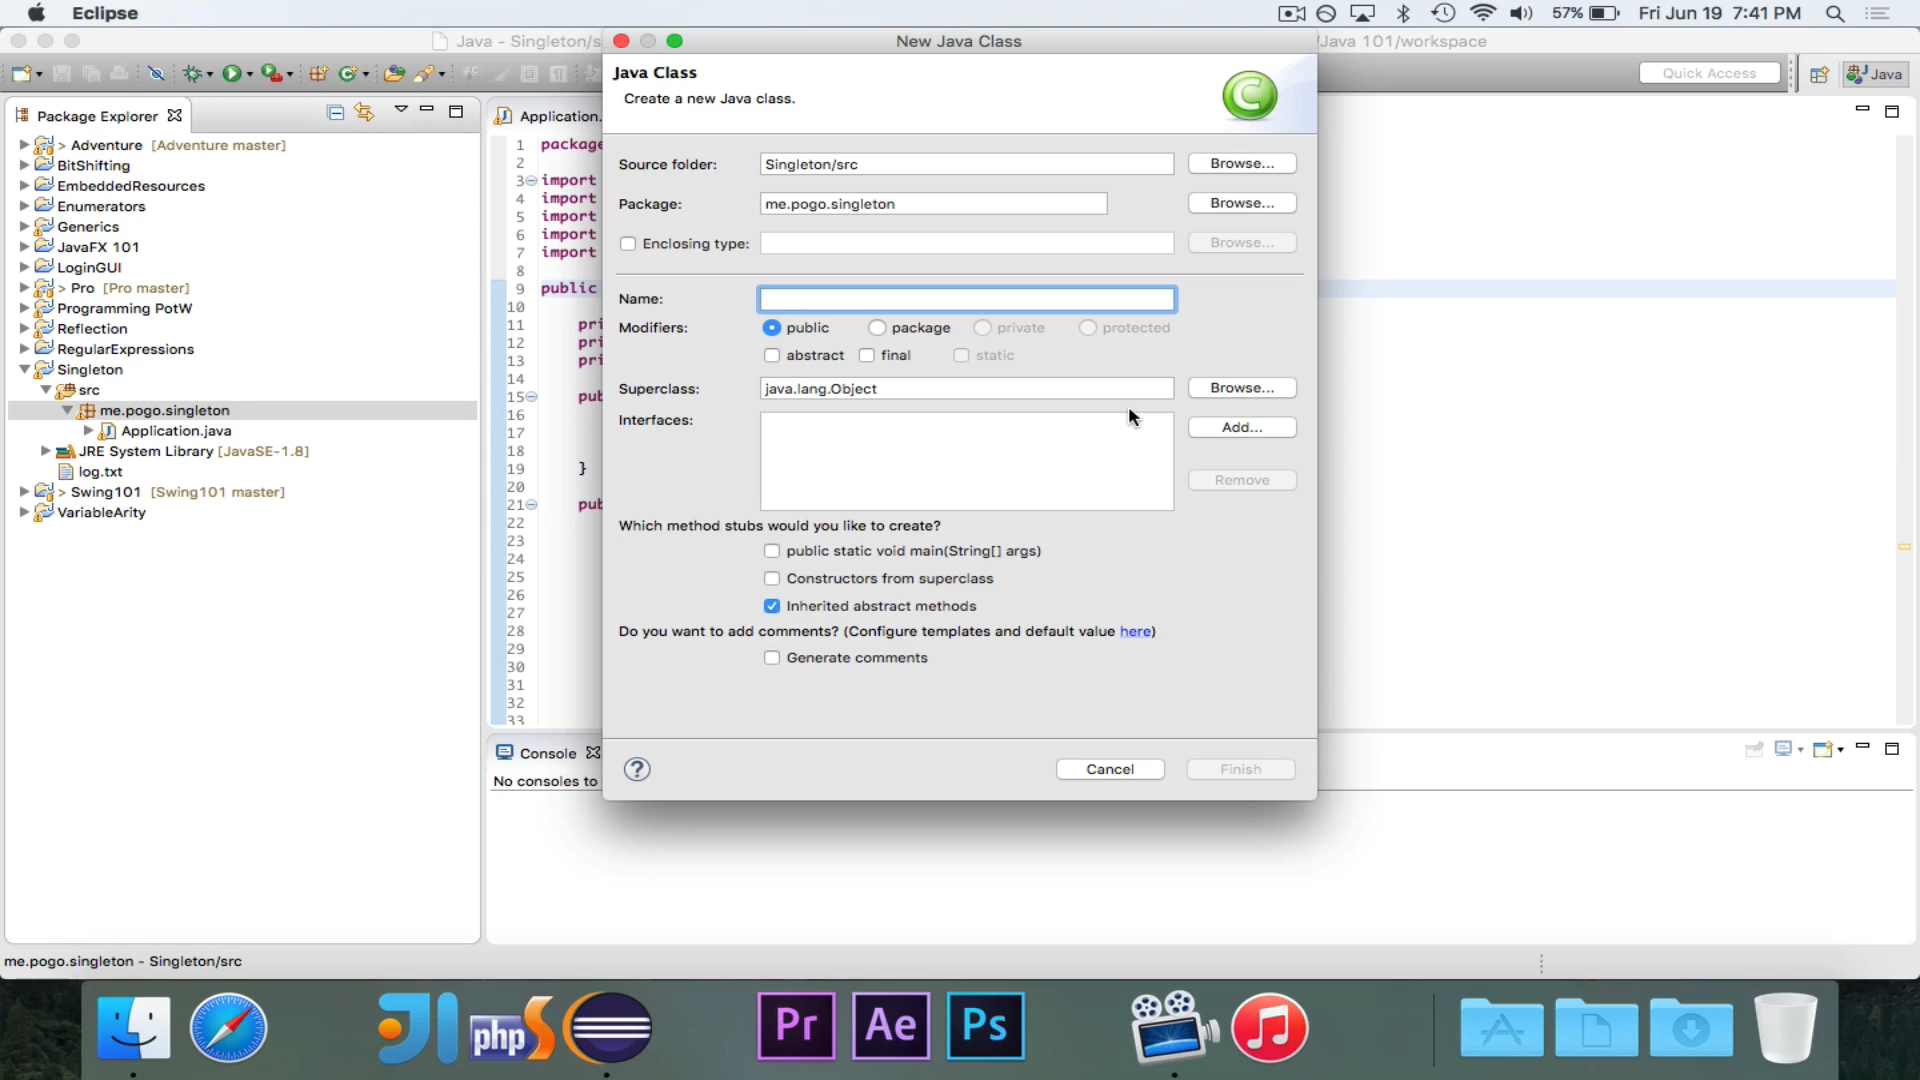 Eclipse
57%
Fri Jun 19 7:41 PM
Java - Singleton/s
New Java Class
Java 101/workspace
Quick Access
Java
Java Class
Create a new Java class.
Package Explorer
> Adventure [Adventure master]
BitShifting
EmbeddedResources
Enumerators
Generics
JavaFX 101
LoginGUI
> Pro [Pro master]
Programming PotW
Reflection
RegularExpressions
Singleton
src
me.pogo.singleton
Application.java
JRE System Library [JavaSE-1.8]
log.txt
> Swing101 [Swing101 master]
VariableArity
Application.
1 package
2
3 import
4 import
5 import
6 import
7 import
8
9 public
10
11 pri
12 pri
13 pri
14
15 pub
16
17
18
19 }
20
21 pub
22
23
24
25
26
27
28
29
30
31
32
33
Source folder: Singleton/src Browse...
Package: me.pogo.singleton Browse...
Enclosing type: Browse...
Name:
Modifiers: public package private protected
abstract final static
Superclass: java.lang.Object Browse...
Interfaces: Add...
Remove
Which method stubs would you like to create?
public static void main(String[] args)
Constructors from superclass
Inherited abstract methods
Do you want to add comments? (Configure templates and default value here)
Generate comments
? Cancel Finish
Console
No consoles to
me.pogo.singleton - Singleton/src
php
Pr
Ae
Ps